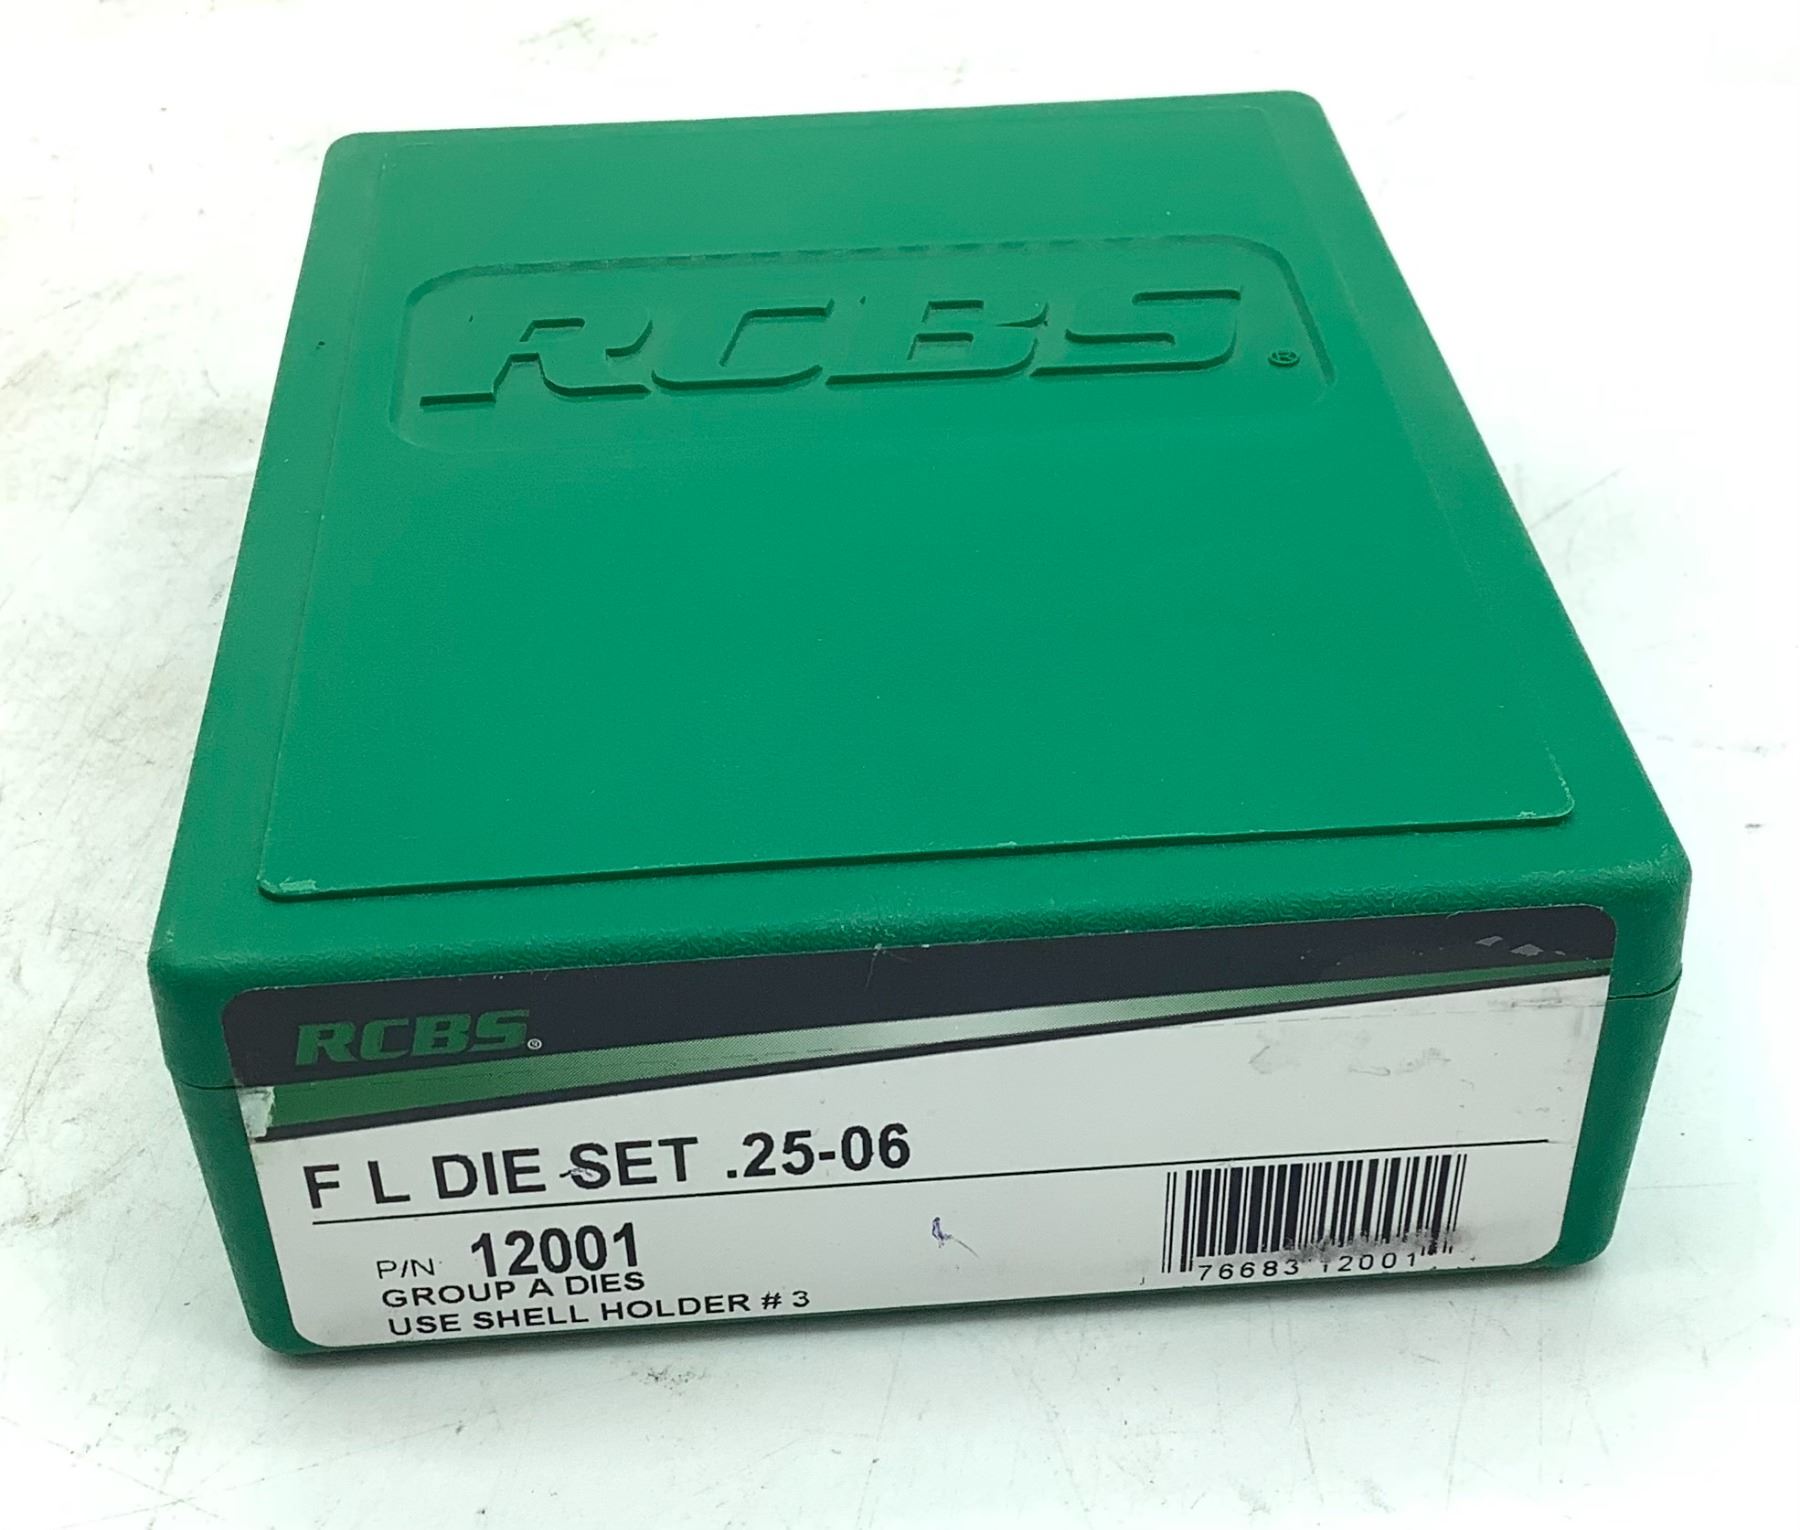 RCBS®
RCBS®
F L DIE SET .25-06
P/N 12001
GROUP A DIES
USE SHELL HOLDER # 3
76683 12001